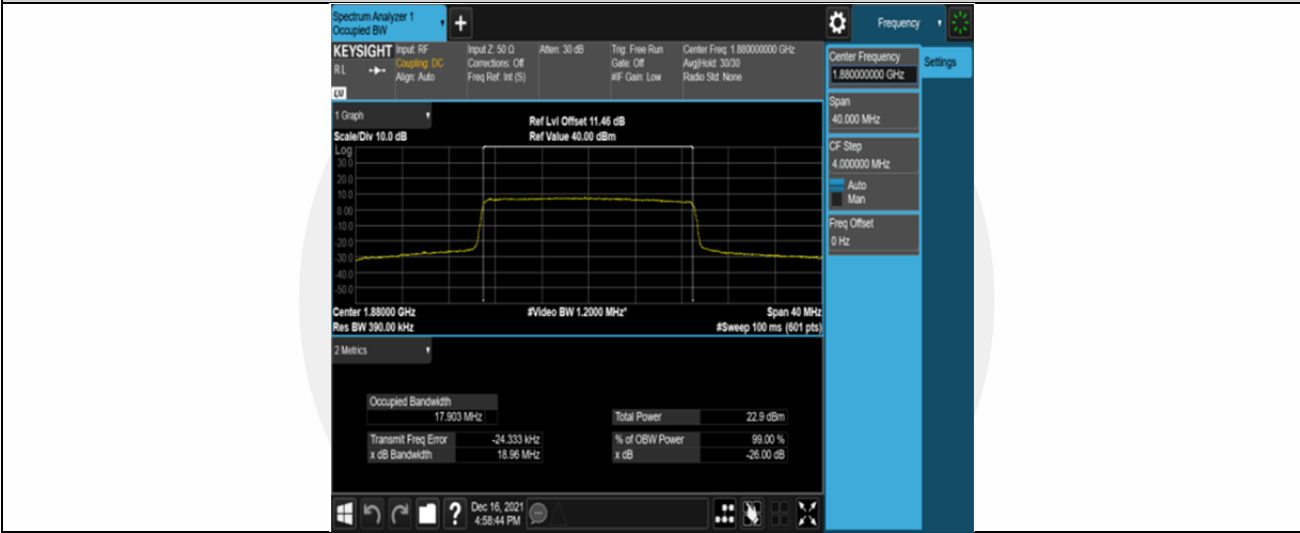 Spectrum Analyzer 1
Occupied BW
+
Frequency
KEYSIGHT
R L
LV
Input: RF
Coupling: DC
Align: Auto
Input Z: 50 Ω
Corrections: Off
Freq Ref: Int (S)
Atten: 30 dB
Trig: Free Run
Gate: Off
#IF Gain: Low
Center Freq: 1.880000000 GHz
Avg|Hold: 30/30
Radio Std: None
Center Frequency
1.880000000 GHz
Settings
Span
40.000 MHz
CF Step
4.000000 MHz
Auto
Man
Freq Offset
0 Hz
1 Graph
Scale/Div 10.0 dB
Ref Lvl Offset 11.46 dB
Ref Value 40.00 dBm
Log
30.0
20.0
10.0
0.00
-10.0
-20.0
-30.0
-40.0
-50.0
Center 1.88000 GHz
#Video BW 1.2000 MHz*
Span 40 MHz
Res BW 390.00 kHz
#Sweep 100 ms (601 pts)
2 Metrics
Occupied Bandwidth
17.903 MHz
Total Power 22.9 dBm
Transmit Freq Error -24.333 kHz
% of OBW Power 99.00 %
x dB Bandwidth 18.96 MHz
x dB -26.00 dB
?
Dec 16, 2021
4:58:44 PM